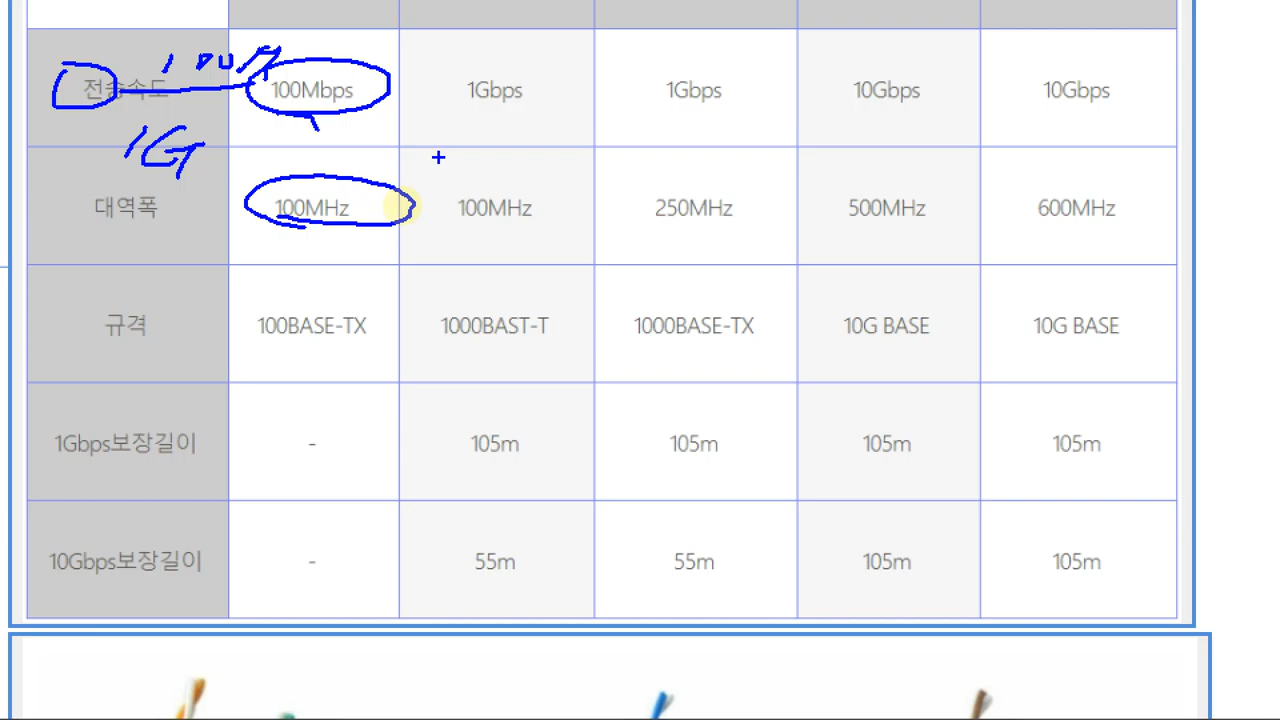 전송속도 100Mbps 1Gbps 1Gbps 10Gbps 10Gbps
1G
대역폭 100MHz 100MHz 250MHz 500MHz 600MHz
규격 100BASE-TX 1000BAST-T 1000BASE-TX 10G BASE 10G BASE
1Gbps보장길이 - 105m 105m 105m 105m
10Gbps보장길이 - 55m 55m 105m 105m